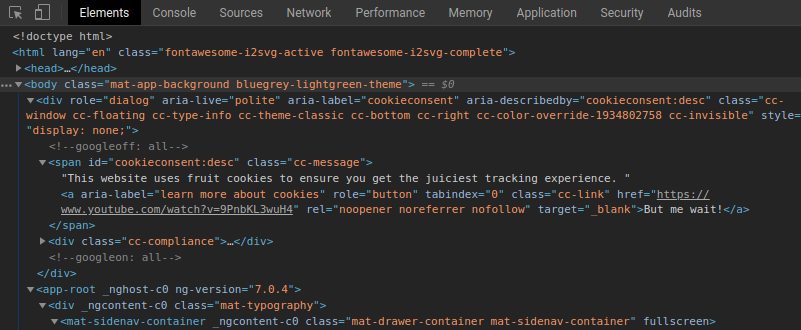 Elements Console Sources Network Performance Memory Application Security Audits
<!doctype html>
<html lang="en" class="fontawesome-i2svg-active fontawesome-i2svg-complete">
<head>…</head>
<body class="mat-app-background bluegrey-lightgreen-theme"> == $0
<div role="dialog" aria-live="polite" aria-label="cookieconsent" aria-describedby="cookieconsent:desc" class="cc-
window cc-floating cc-type-info cc-theme-classic cc-bottom cc-right cc-color-override-1934802758 cc-invisible" style=
"display: none;">
<!--googleoff: all-->
<span id="cookieconsent:desc" class="cc-message">
"This website uses fruit cookies to ensure you get the juiciest tracking experience. "
<a aria-label="learn more about cookies" role="button" tabindex="0" class="cc-link" href="https://
www.youtube.com/watch?v=9PnbKL3wuH4" rel="noopener noreferrer nofollow" target="_blank">But me wait!</a>
</span>
<div class="cc-compliance">…</div>
<!--googleon: all-->
</div>
<app-root _nghost-c0 ng-version="7.0.4">
<div _ngcontent-c0 class="mat-typography">
<mat-sidenav-container _ngcontent-c0 class="mat-drawer-container mat-sidenav-container" fullscreen>